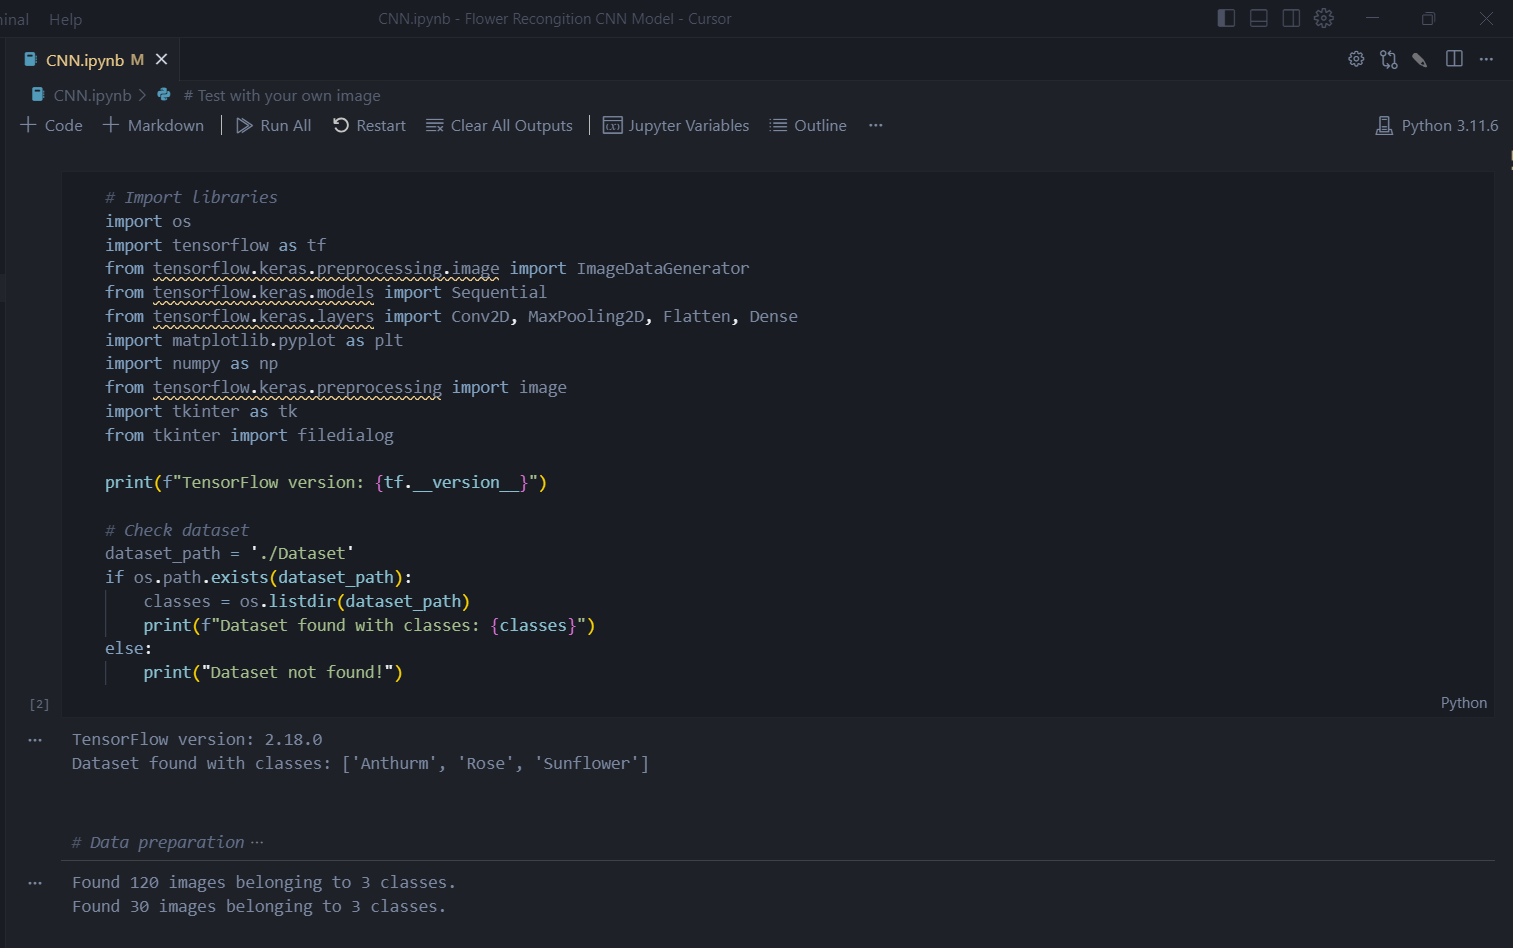 Help
CNN.ipynb - Flower Recongition CNN Model - Cursor
CNN.ipynb M
CNN.ipynb > # Test with your own image
+ Code + Markdown | Run All Restart Clear All Outputs | Jupyter Variables Outline ... Python 3.11.6
# Import libraries
import os
import tensorflow as tf
from tensorflow.keras.preprocessing.image import ImageDataGenerator
from tensorflow.keras.models import Sequential
from tensorflow.keras.layers import Conv2D, MaxPooling2D, Flatten, Dense
import matplotlib.pyplot as plt
import numpy as np
from tensorflow.keras.preprocessing import image
import tkinter as tk
from tkinter import filedialog
print(f"TensorFlow version: {tf.__version__}")
# Check dataset
dataset_path = './Dataset'
if os.path.exists(dataset_path):
    classes = os.listdir(dataset_path)
    print(f"Dataset found with classes: {classes}")
else:
    print("Dataset not found!")
[2]
Python
TensorFlow version: 2.18.0
Dataset found with classes: ['Anthurm', 'Rose', 'Sunflower']
# Data preparation ...
Found 120 images belonging to 3 classes.
Found 30 images belonging to 3 classes.